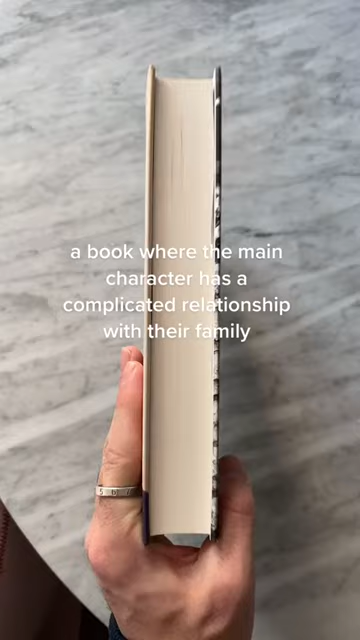 a book where the main
character has a
complicated relationship
with their family